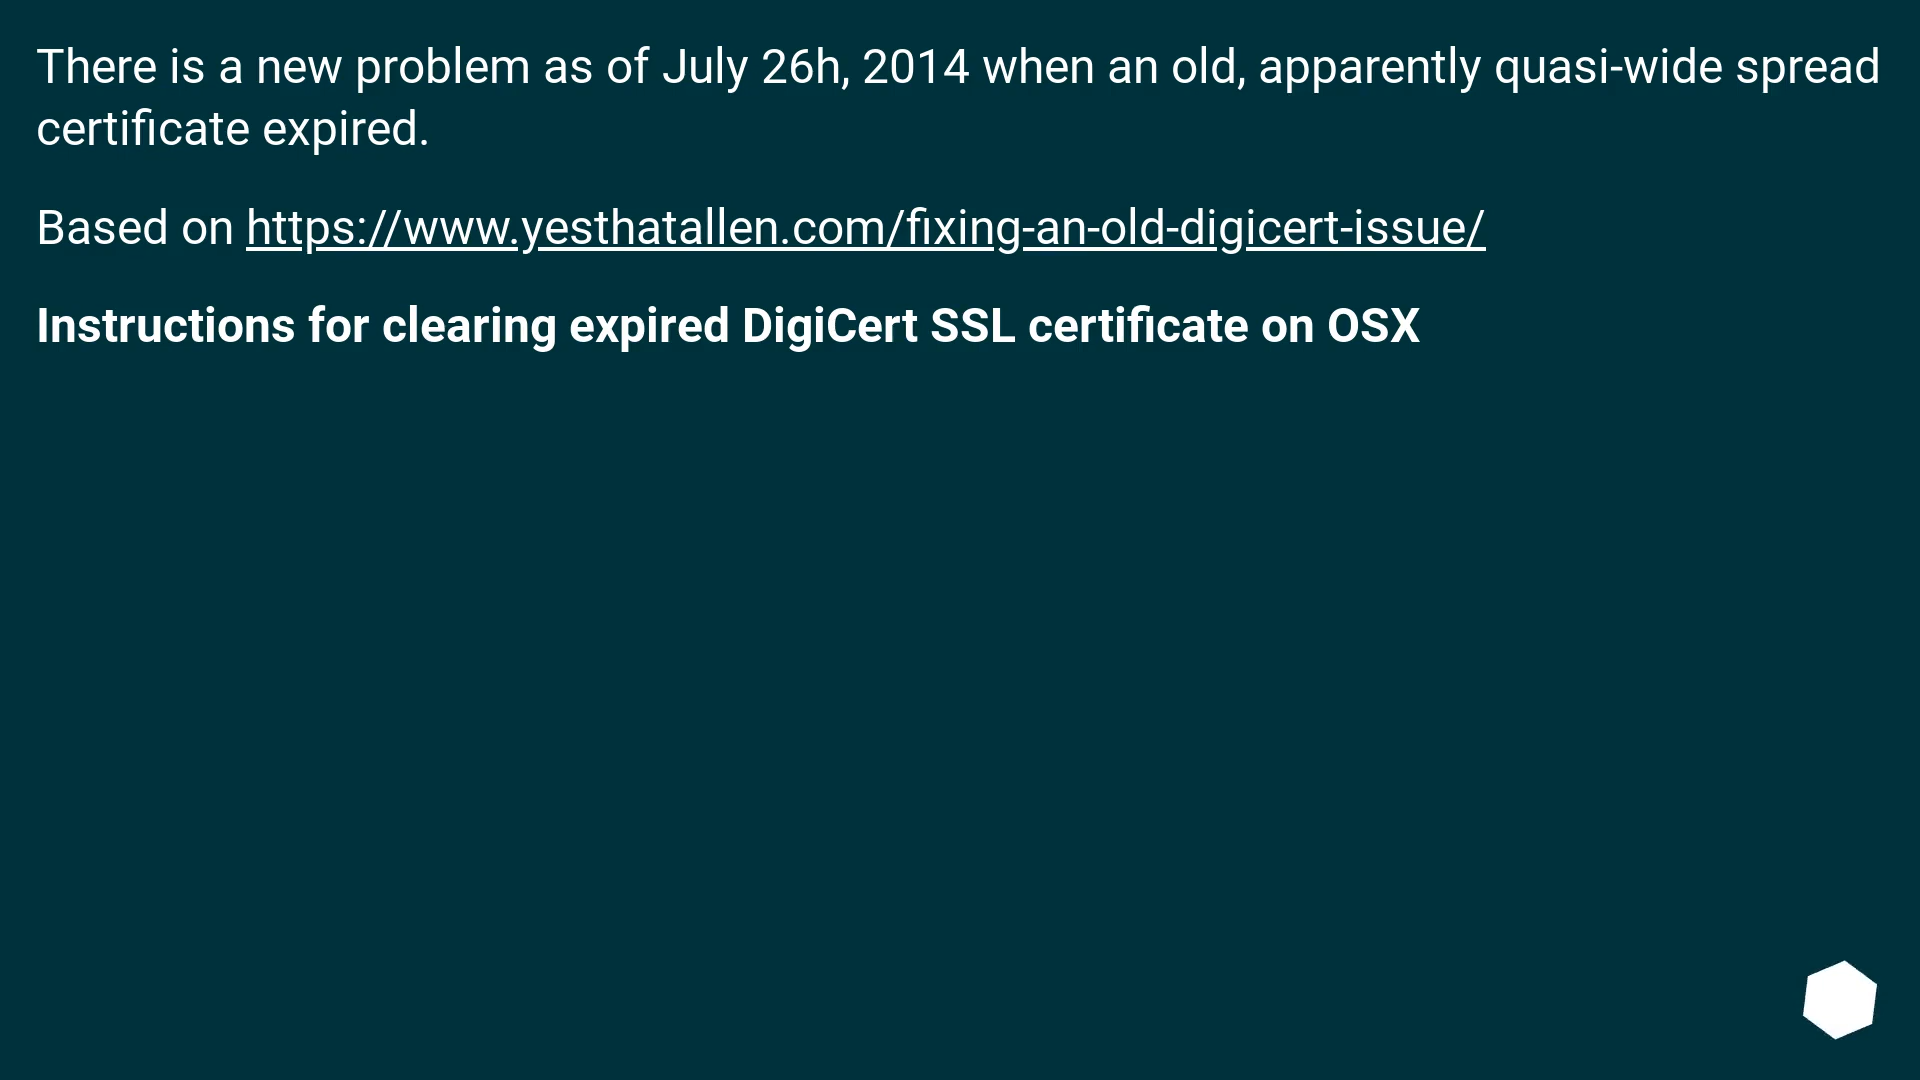 There is a new problem as of July 26h, 2014 when an old, apparently quasi-wide spread
certificate expired.
Based on https://www.yesthatallen.com/fixing-an-old-digicert-issue/
Instructions for clearing expired DigiCert SSL certificate on OSX